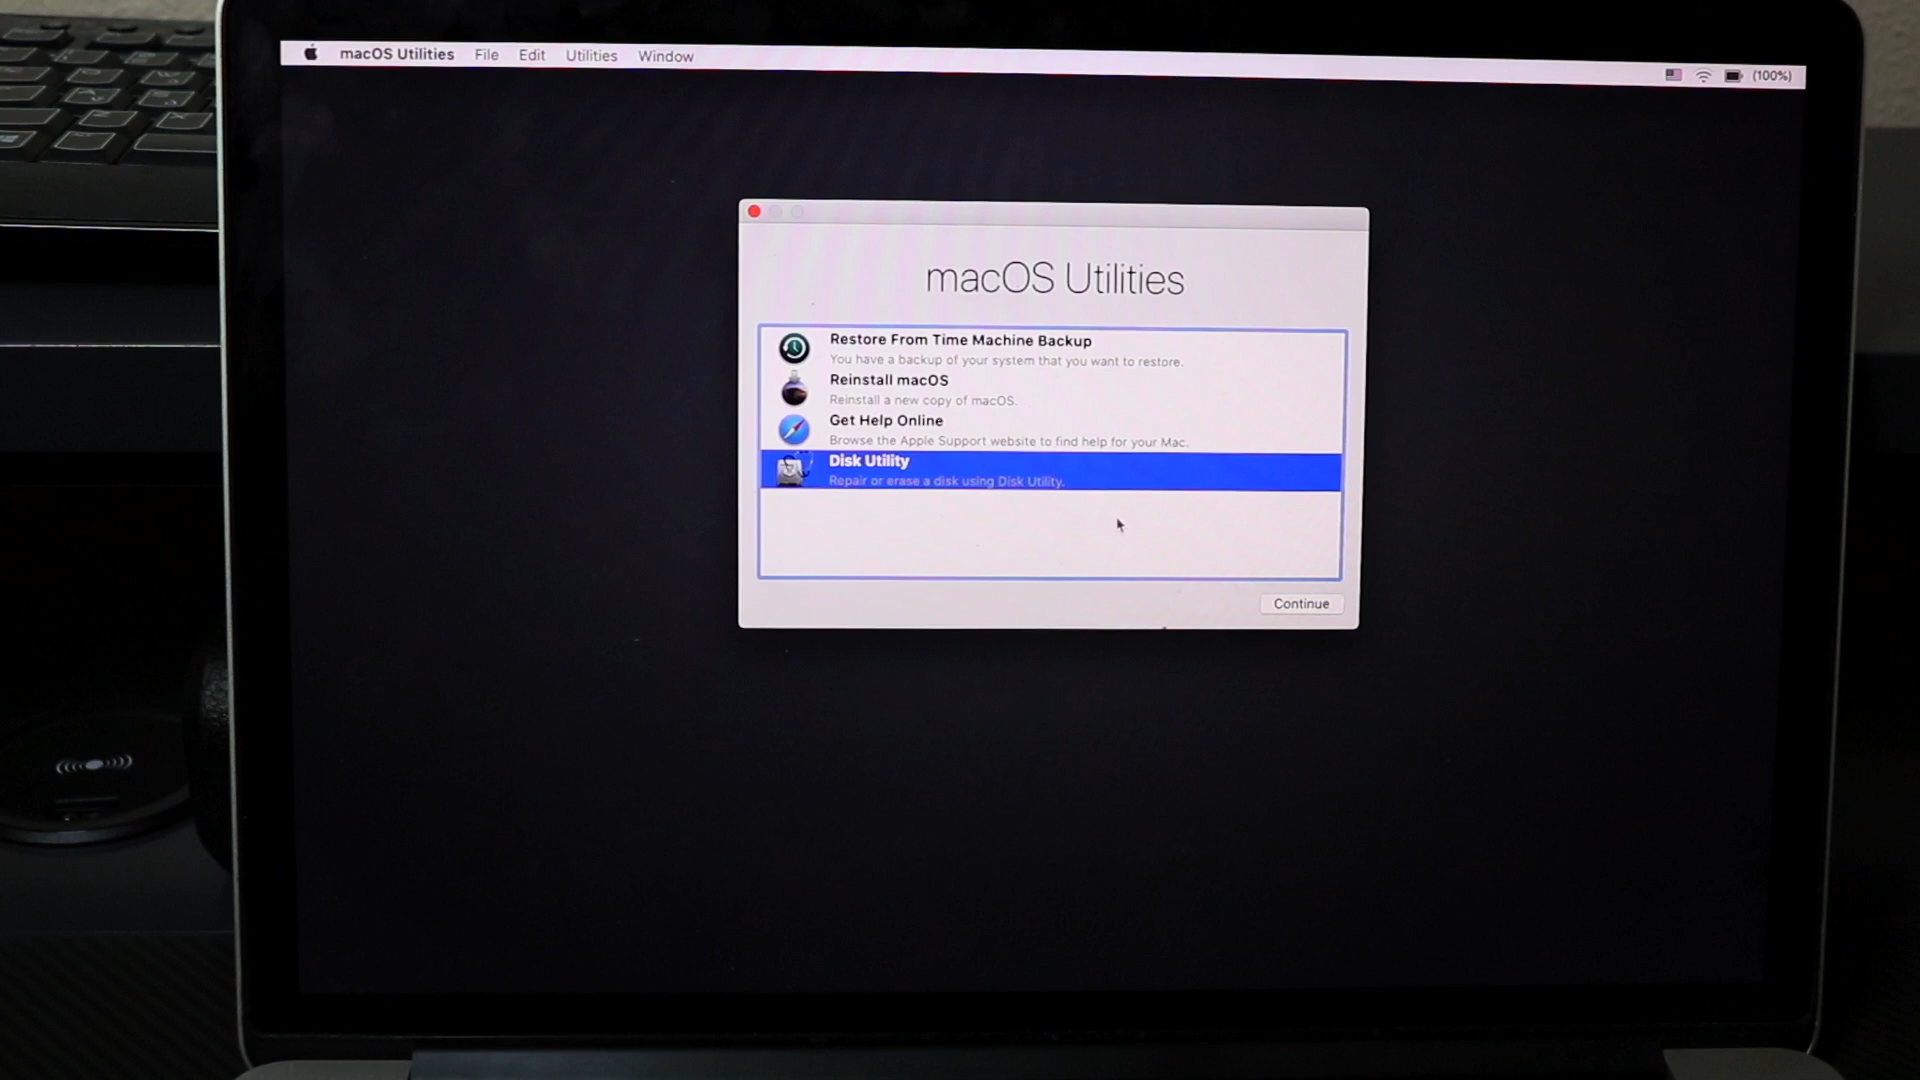 macOS Utilities File Edit Utilities Window
(100%)
macOS Utilities
Restore From Time Machine Backup
You have a backup of your system that you want to restore.
Reinstall macOS
Reinstall a new copy of macOS.
Get Help Online
Browse the Apple Support website to find help for your Mac.
Disk Utility
Repair or erase a disk using Disk Utility.
Continue